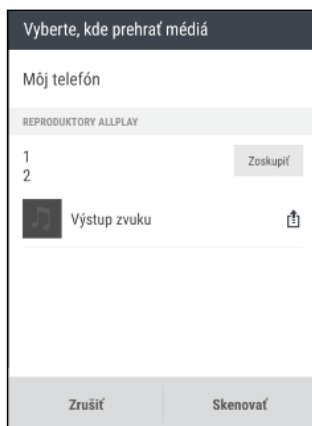 Vyberte, kde prehrať médiá
Môj telefón
REPRODUKTORY ALLPLAY
1
2
Zoskupiť
Výstup zvuku
Zrušiť
Skenovať